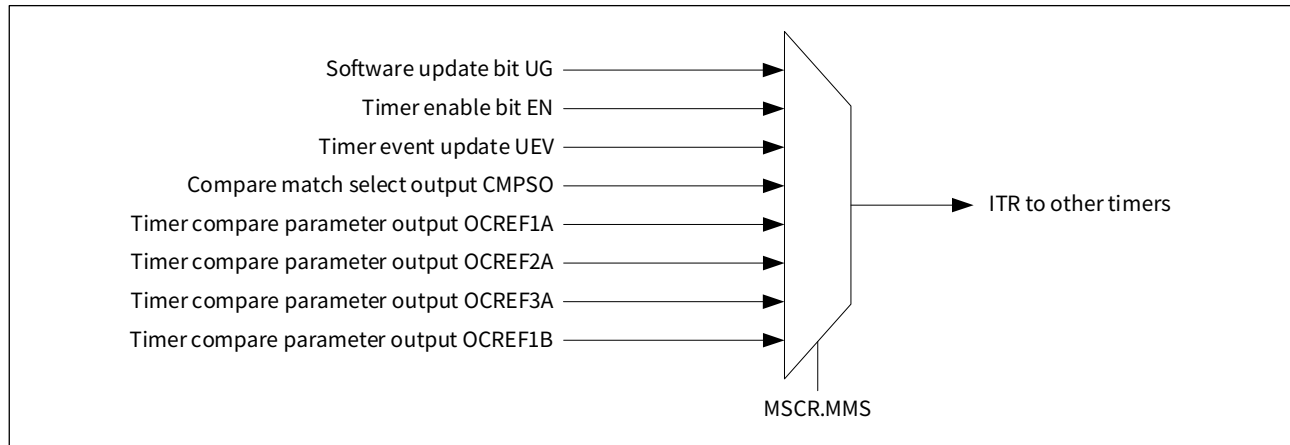 Software update bit UG
Timer enable bit EN
Timer event update UEV
Compare match select output CMPSO
Timer compare parameter output OCREF1A
Timer compare parameter output OCREF2A
Timer compare parameter output OCREF3A
Timer compare parameter output OCREF1B
ITR to other timers
MSCR.MMS